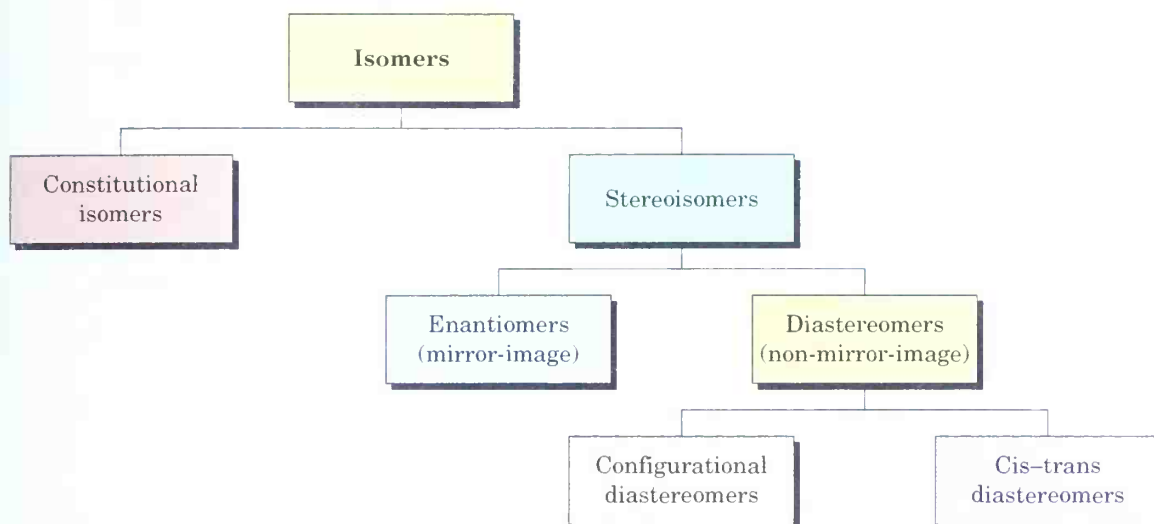 Isomers
Constitutional
isomers
Stereoisomers
Enantiomers
(mirror-image)
Diastereomers
(non-mirror-image)
Configurational
diastereomers
Cis–trans
diastereomers